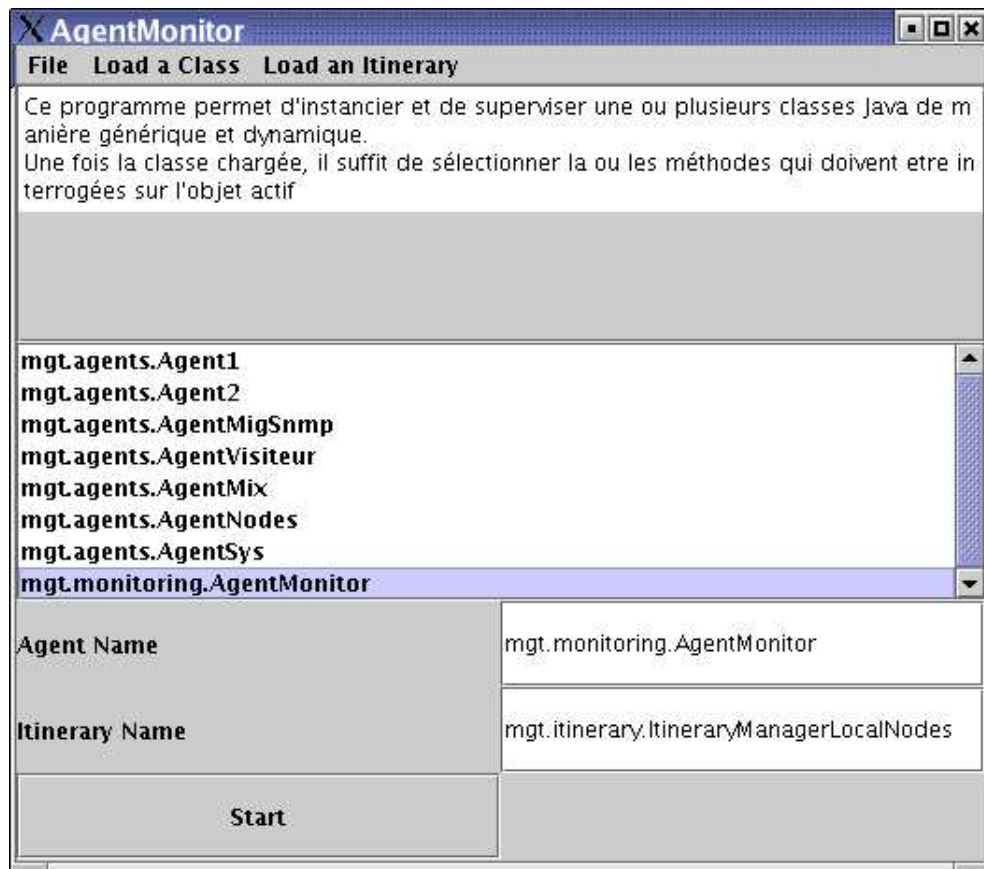 AgentMonitor
File Load a Class Load an Itinerary
Ce programme permet d'instancier et de superviser une ou plusieurs classes Java de m
anière générique et dynamique.
Une fois la classe chargée, il suffit de sélectionner la ou les méthodes qui doivent etre in
terrogées sur l'objet actif
mgt.agents.Agent1
mgt.agents.Agent2
mgt.agents.AgentMigSnmp
mgt.agents.AgentVisiteur
mgt.agents.AgentMix
mgt.agents.AgentNodes
mgt.agents.AgentSys
mgt.monitoring.AgentMonitor
Agent Name mgt.monitoring.AgentMonitor
Itinerary Name mgt.itinerary.ItineraryManagerLocalNodes
Start